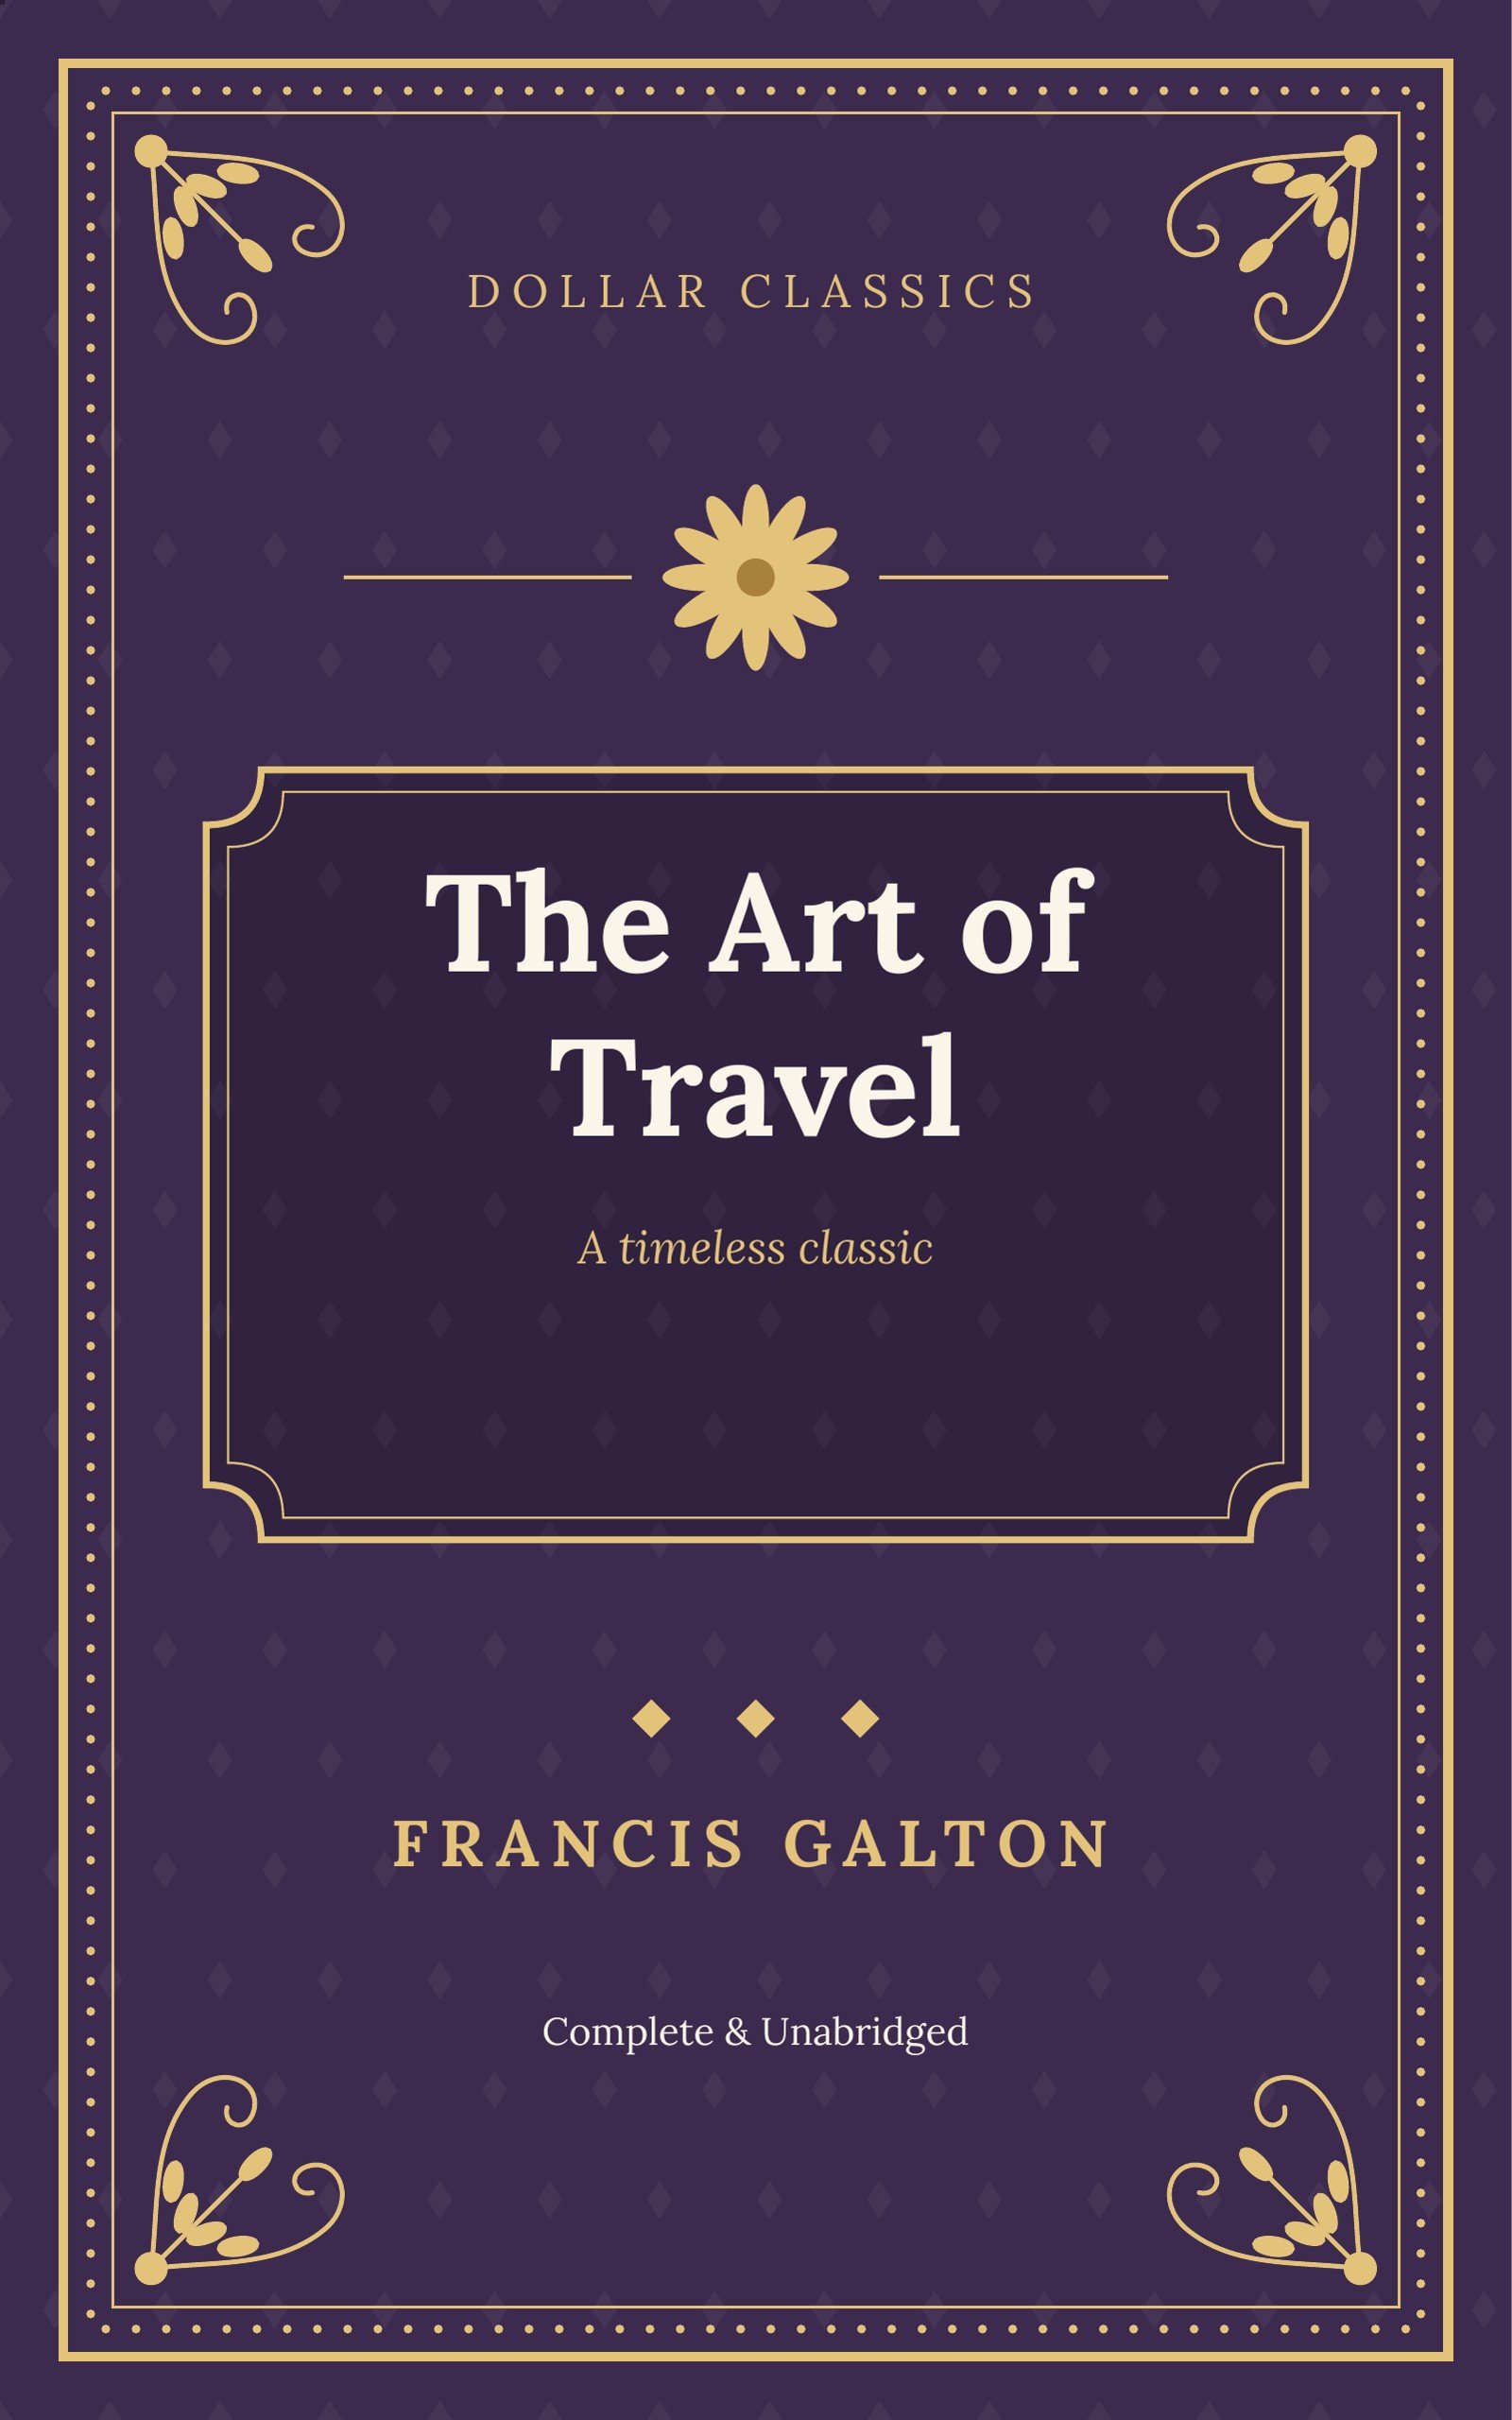 DOLLAR CLASSICS
The Art of
Travel
A timeless classic
FRANCIS GALTON
Complete & Unabridged